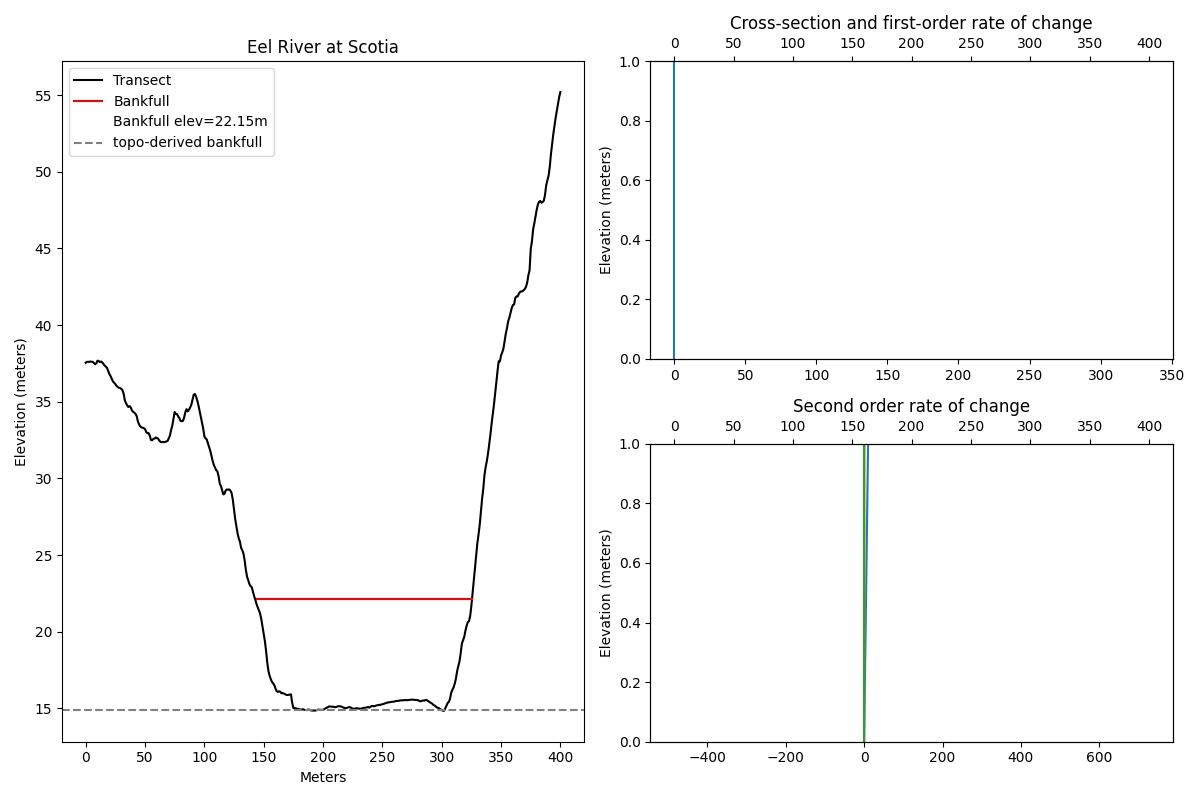 Eel River at Scotia
Transect
Bankfull
Bankfull elev=22.15m
topo-derived bankfull
55
50
45
40
35
30
25
20
15
Elevation (meters)
0 50 100 150 200 250 300 350 400
Meters
Cross-section and first-order rate of change
0 50 100 150 200 250 300 350 400
1.0
0.8
0.6
0.4
0.2
0.0
Elevation (meters)
0 50 100 150 200 250 300 350
Second order rate of change
0 50 100 150 200 250 300 350 400
1.0
0.8
0.6
0.4
0.2
0.0
Elevation (meters)
−400 −200 0 200 400 600